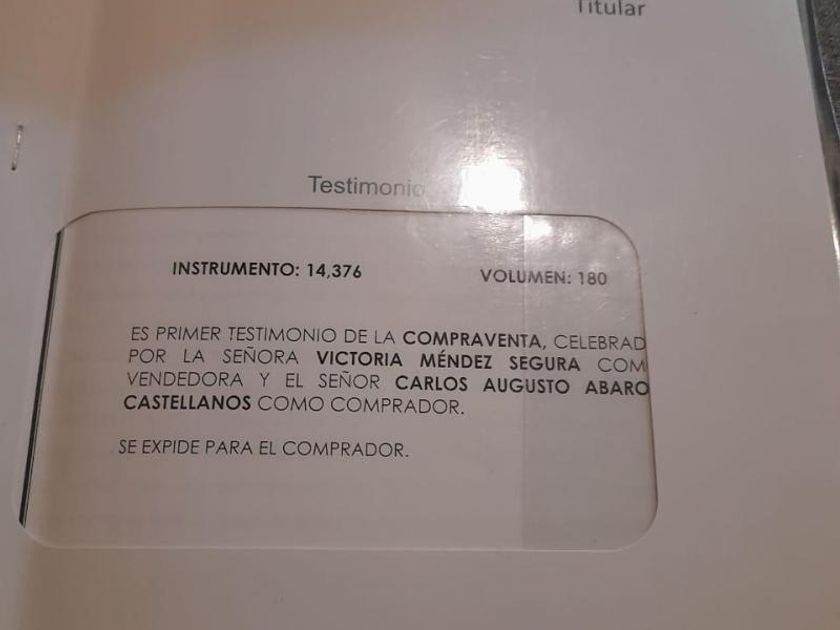 Titular
Testimonio
INSTRUMENTO: 14,376 VOLUMEN: 180
ES PRIMER TESTIMONIO DE LA COMPRAVENTA, CELEBRAD
POR LA SEÑORA VICTORIA MÉNDEZ SEGURA COM
VENDEDORA Y EL SEÑOR CARLOS AUGUSTO ABARO
CASTELLANOS COMO COMPRADOR.
SE EXPIDE PARA EL COMPRADOR.